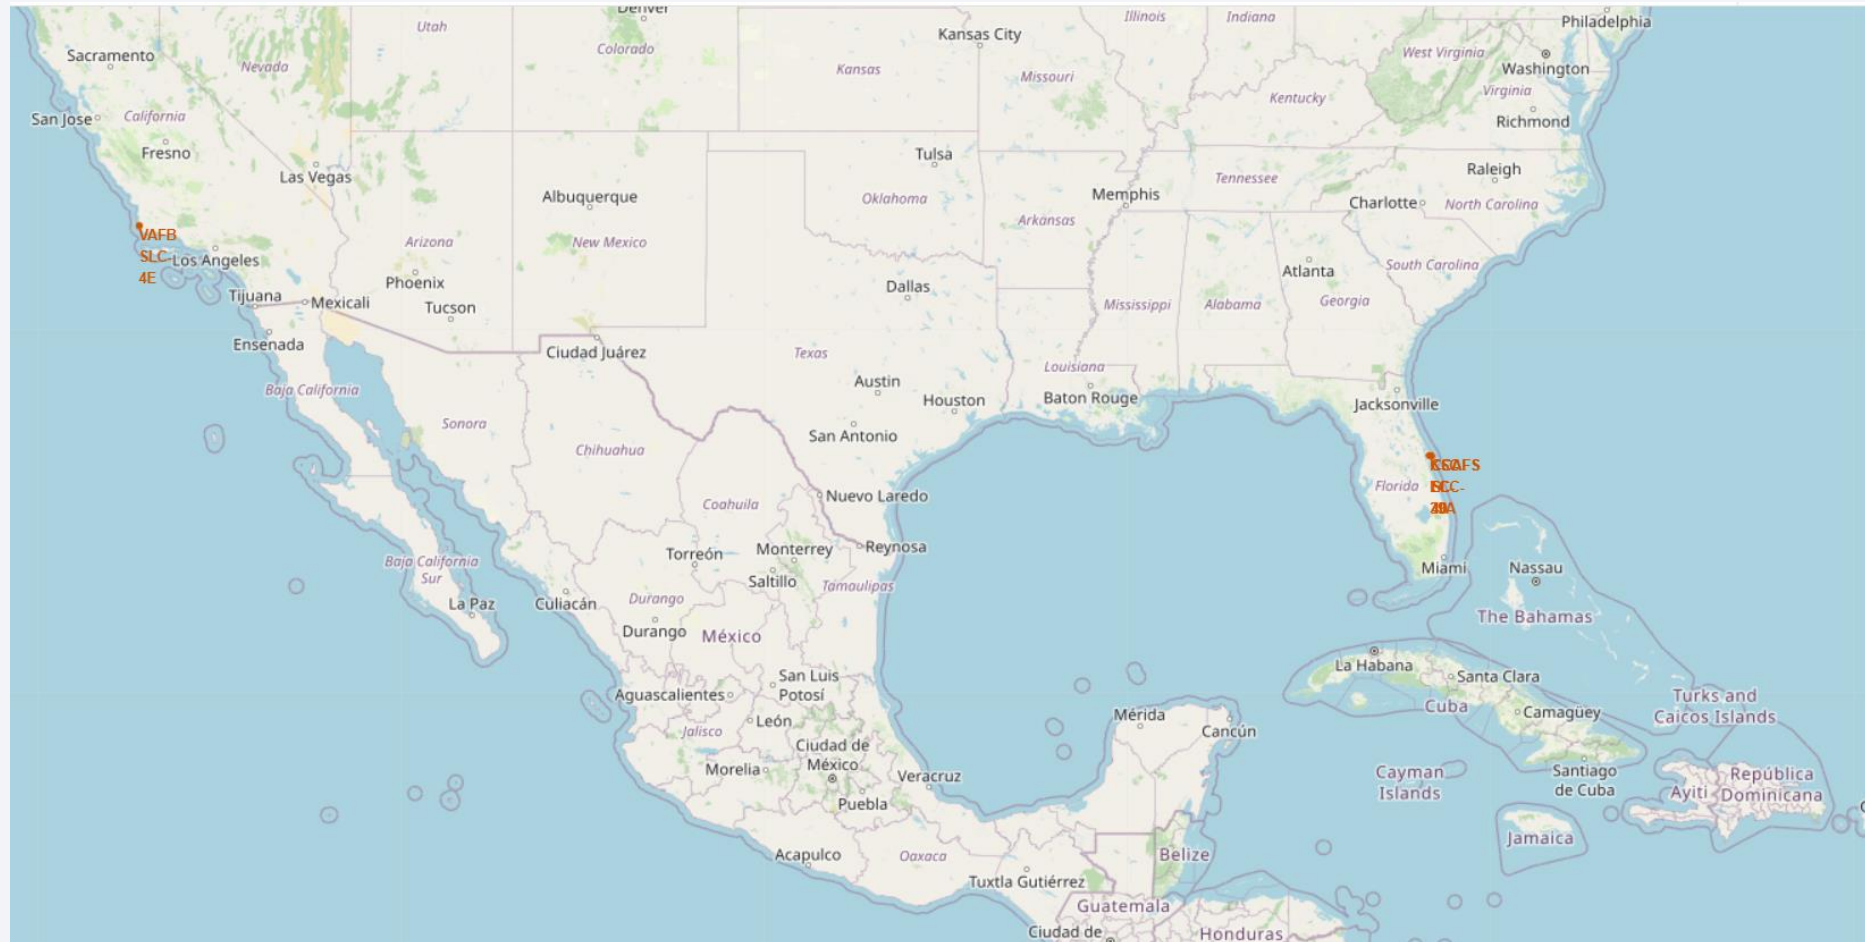 Denver
Philadelphia
Illinois
Indiana
Utah
Kansas City
Sacramento
Colorado
Nevada
Kansas
Missouri
West Virginia
Washington
Virginia
Kentucky
California
San Jose
Richmond
Fresno
Tulsa
Las Vegas
Raleigh
Tennessee
Albuquerque
Oklahoma
Memphis
Charlotte
North Carolina
Arkansas
VAFB
SLC-
4E
Arizona
New Mexico
Los Angeles
South Carolina
Atlanta
Phoenix
Dallas
Tijuana
Mexicali
Tucson
Mississippi
Alabama
Georgia
Ensenada
Ciudad Juárez
Texas
Louisiana
Baja California
Austin
Houston
Baton Rouge
Jacksonville
Sonora
San Antonio
Chihuahua
Florida
Nuevo Laredo
Coahuila
Torreón
Monterrey
Reynosa
Saltillo
Tamaulipas
Baja California
Sur
Miami
Nassau
La Paz
Culiacán
Durango
The Bahamas
Durango
México
La Habana
Santa Clara
San Luis
Potosí
Aguascalientes
Turks and
Caicos Islands
Cuba
Camagüey
Mérida
Cancún
León
Jalisco
Ciudad de
México
Morelia
Veracruz
Puebla
Cayman
Islands
Santiago
de Cuba
República
Dominicana
Ayiti
Jamaica
Acapulco
Oaxaca
Belize
Tuxtla Gutiérrez
Guatemala
Ciudad de
Honduras